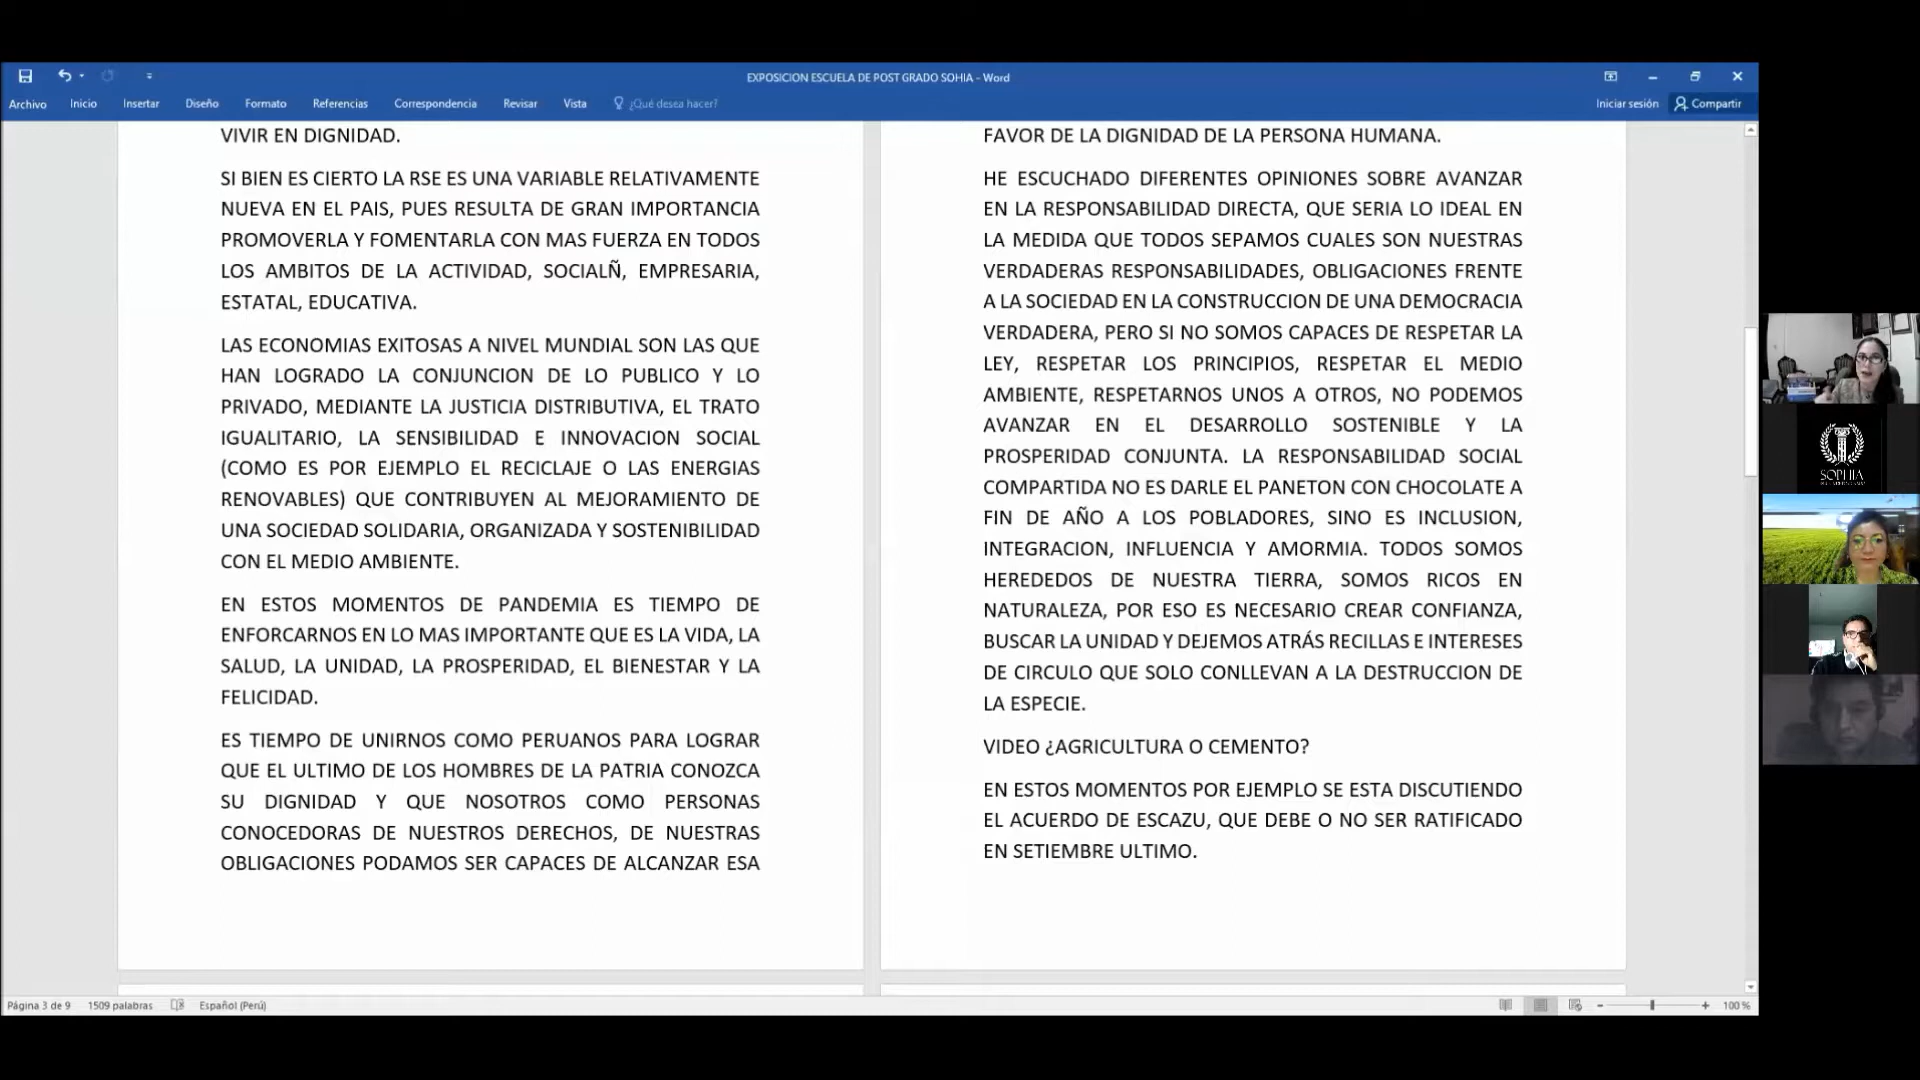 EXPOSICION ESCUELA DE POST GRADO SOHIA - Word
Archivo Inicio Insertar Diseño Formato Referencias Correspondencia Revisar Vista ¿Qué desea hacer? Iniciar sesión Compartir
VIVIR EN DIGNIDAD.
SI BIEN ES CIERTO LA RSE ES UNA VARIABLE RELATIVAMENTE
NUEVA EN EL PAIS, PUES RESULTA DE GRAN IMPORTANCIA
PROMOVERLA Y FOMENTARLA CON MAS FUERZA EN TODOS
LOS AMBITOS DE LA ACTIVIDAD, SOCIALÑ, EMPRESARIA,
ESTATAL, EDUCATIVA.
LAS ECONOMIAS EXITOSAS A NIVEL MUNDIAL SON LAS QUE
HAN LOGRADO LA CONJUNCION DE LO PUBLICO Y LO
PRIVADO, MEDIANTE LA JUSTICIA DISTRIBUTIVA, EL TRATO
IGUALITARIO, LA SENSIBILIDAD E INNOVACION SOCIAL
(COMO ES POR EJEMPLO EL RECICLAJE O LAS ENERGIAS
RENOVABLES) QUE CONTRIBUYEN AL MEJORAMIENTO DE
UNA SOCIEDAD SOLIDARIA, ORGANIZADA Y SOSTENIBILIDAD
CON EL MEDIO AMBIENTE.
EN ESTOS MOMENTOS DE PANDEMIA ES TIEMPO DE
ENFORCARNOS EN LO MAS IMPORTANTE QUE ES LA VIDA, LA
SALUD, LA UNIDAD, LA PROSPERIDAD, EL BIENESTAR Y LA
FELICIDAD.
ES TIEMPO DE UNIRNOS COMO PERUANOS PARA LOGRAR
QUE EL ULTIMO DE LOS HOMBRES DE LA PATRIA CONOZCA
SU DIGNIDAD Y QUE NOSOTROS COMO PERSONAS
CONOCEDORAS DE NUESTROS DERECHOS, DE NUESTRAS
OBLIGACIONES PODAMOS SER CAPACES DE ALCANZAR ESA
FAVOR DE LA DIGNIDAD DE LA PERSONA HUMANA.
HE ESCUCHADO DIFERENTES OPINIONES SOBRE AVANZAR
EN LA RESPONSABILIDAD DIRECTA, QUE SERIA LO IDEAL EN
LA MEDIDA QUE TODOS SEPAMOS CUALES SON NUESTRAS
VERDADERAS RESPONSABILIDADES, OBLIGACIONES FRENTE
A LA SOCIEDAD EN LA CONSTRUCCION DE UNA DEMOCRACIA
VERDADERA, PERO SI NO SOMOS CAPACES DE RESPETAR LA
LEY, RESPETAR LOS PRINCIPIOS, RESPETAR EL MEDIO
AMBIENTE, RESPETARNOS UNOS A OTROS, NO PODEMOS
AVANZAR EN EL DESARROLLO SOSTENIBLE Y LA
PROSPERIDAD CONJUNTA. LA RESPONSABILIDAD SOCIAL
COMPARTIDA NO ES DARLE EL PANETON CON CHOCOLATE A
FIN DE AÑO A LOS POBLADORES, SINO ES INCLUSION,
INTEGRACION, INFLUENCIA Y AMORMIA. TODOS SOMOS
HEREDEDOS DE NUESTRA TIERRA, SOMOS RICOS EN
NATURALEZA, POR ESO ES NECESARIO CREAR CONFIANZA,
BUSCAR LA UNIDAD Y DEJEMOS ATRÁS RECILLAS E INTERESES
DE CIRCULO QUE SOLO CONLLEVAN A LA DESTRUCCION DE
LA ESPECIE.
VIDEO ¿AGRICULTURA O CEMENTO?
EN ESTOS MOMENTOS POR EJEMPLO SE ESTA DISCUTIENDO
EL ACUERDO DE ESCAZU, QUE DEBE O NO SER RATIFICADO
EN SETIEMBRE ULTIMO.
SOPHIA
Página 3 de 9 1509 palabras Español (Perú) 100 %